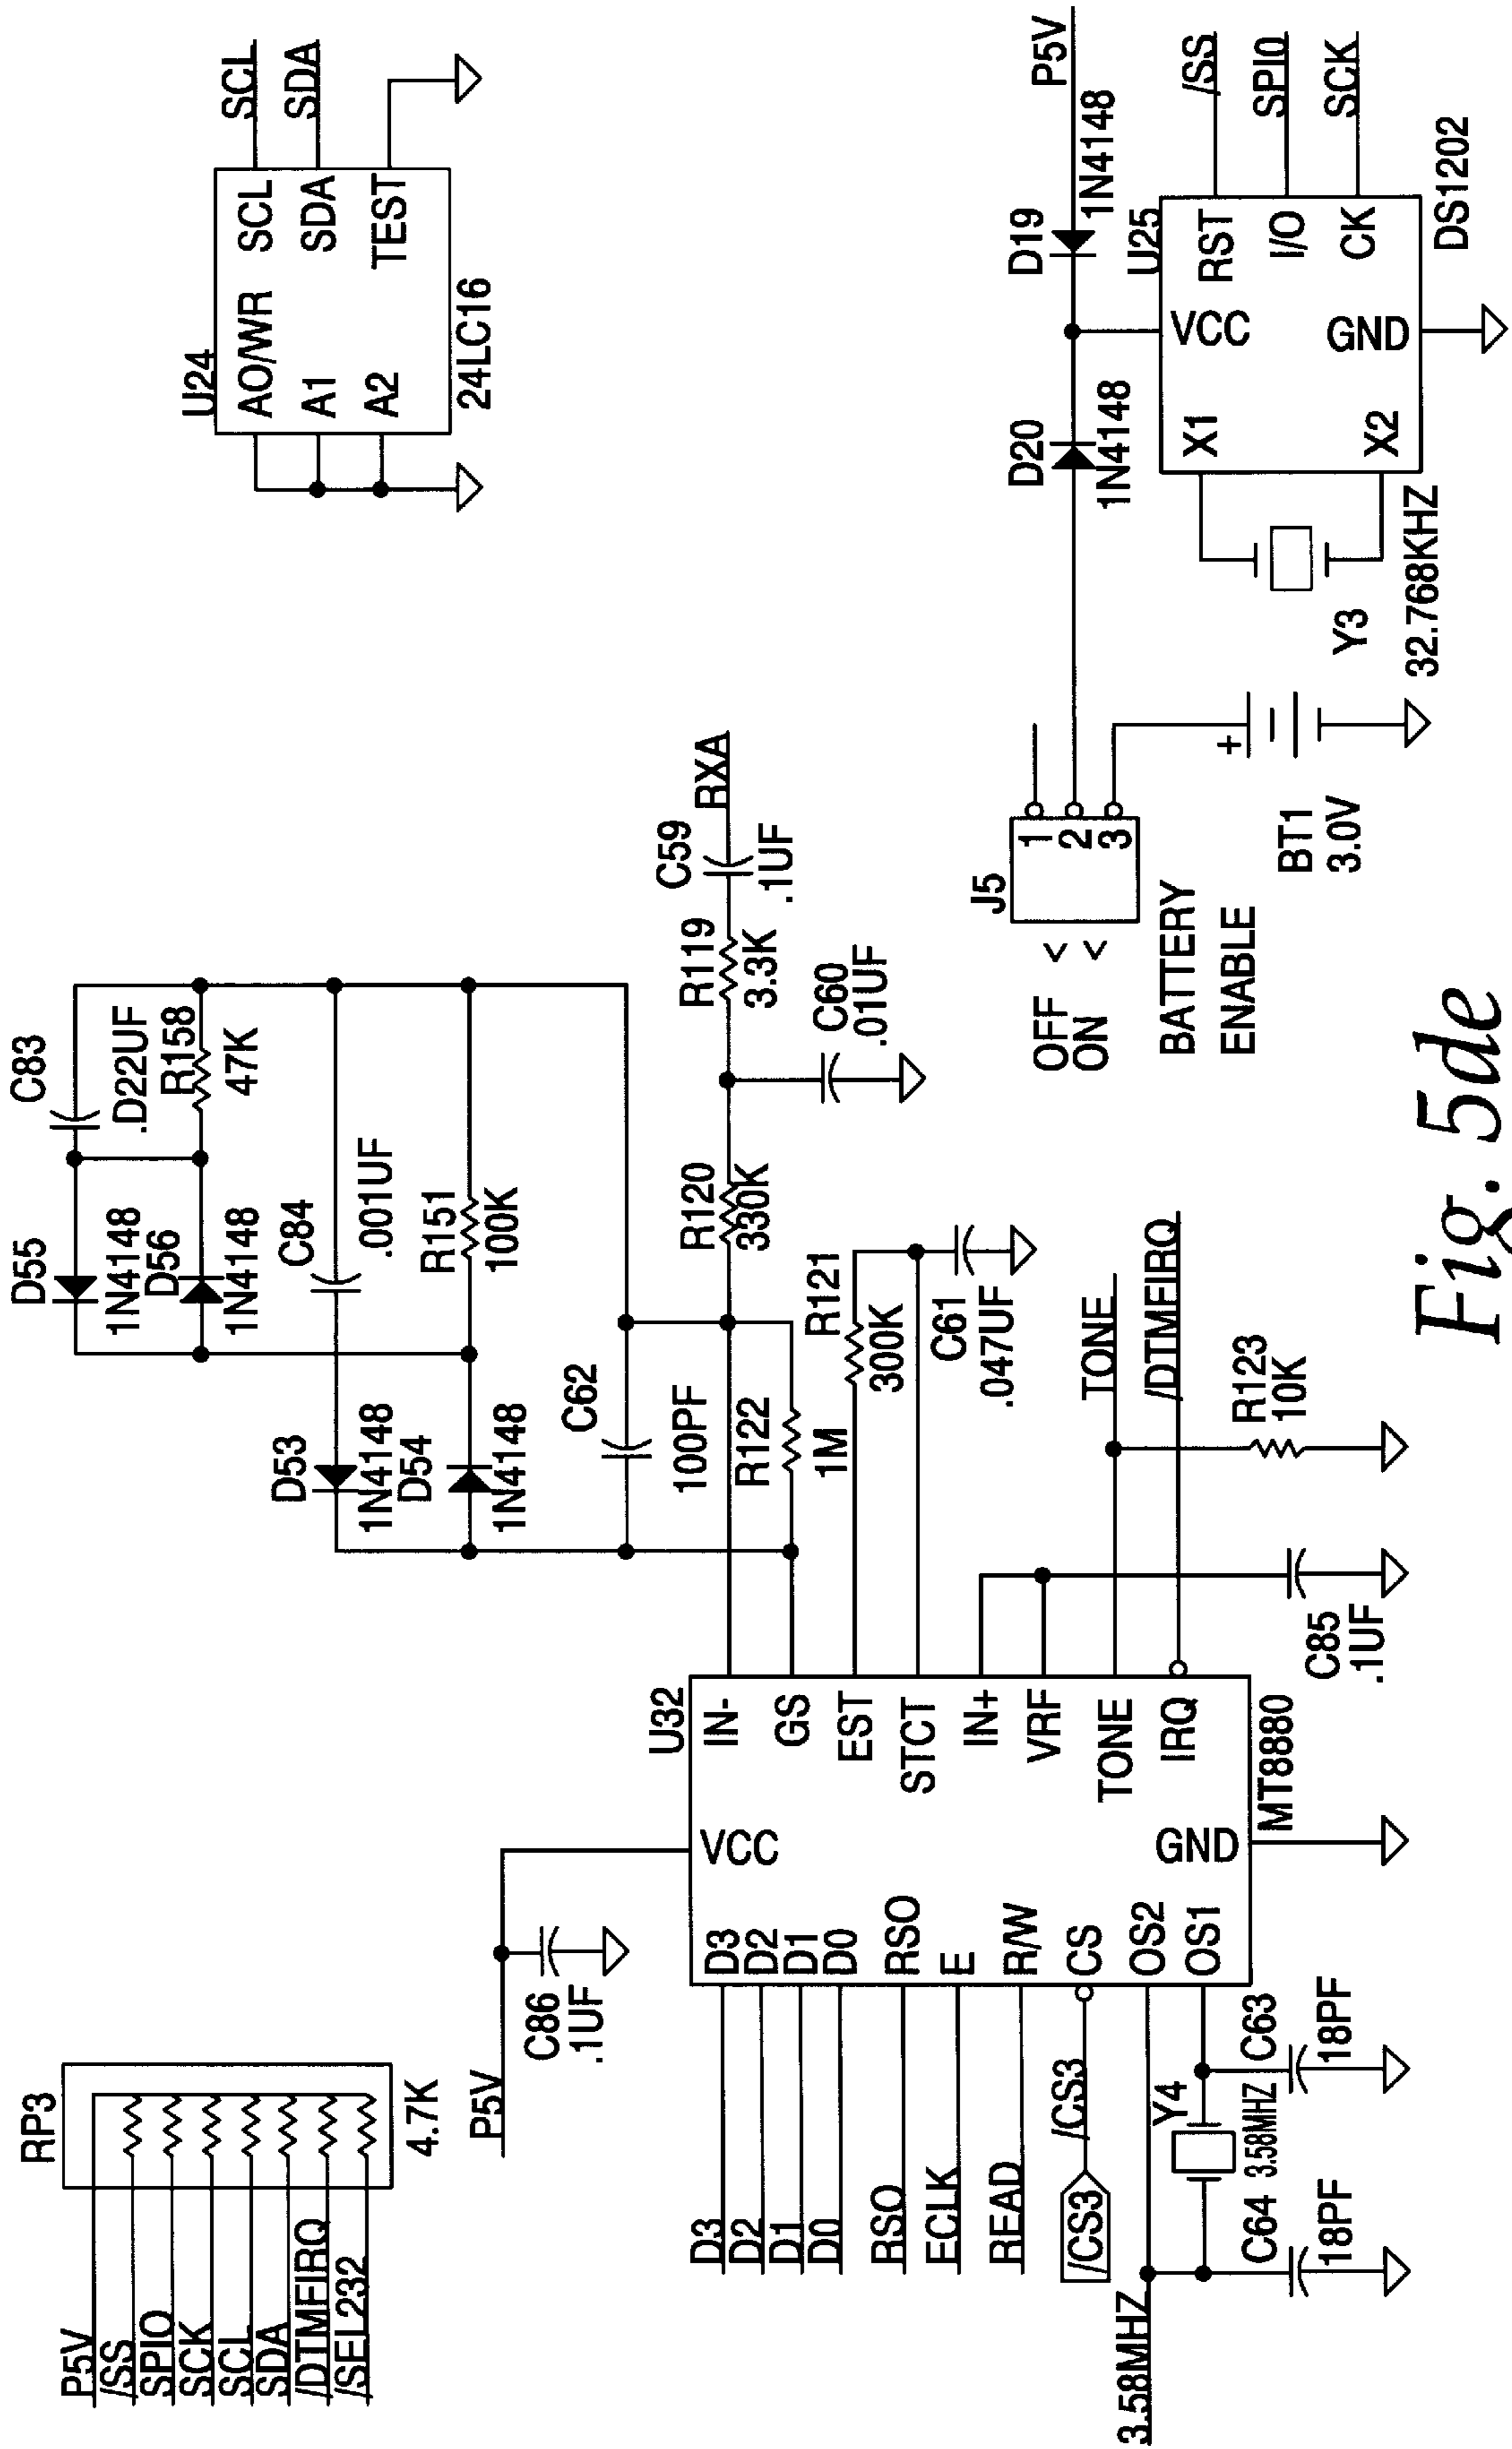 RP3
P5V
/SS
SPIO
SCK
SCL
SDA
/DTMFIRQ
/SEL232
4.7K
P5V
C86
.1UF
D3
D2
D1
D0
RSO
ECLK
READ
/CS3
/CS3
3.58MHZ
C64
18PF
Y4
3.58MHZ
C63
18PF
U32
D3
D2
D1
D0
RSO
E
R/W
CS
OS2
OS1
VCC
GND
IN-
GS
EST
STCT
IN+
VRF
TONE
IRQ
MT8880
C85
.1UF
TONE
/DTMFIRQ
R123
10K
D53
1N4148
D54
1N4148
C62
100PF
R122
1M
D55
1N4148
D56
1N4148
C84
.001UF
R151
100K
C83
.D22UF
R158
47K
R120
330K
R121
300K
C61
.047UF
R119
3.3K
C60
.01UF
C59
.1UF
RXA
U24
AO/WR
A1
A2
SCL
SDA
TEST
24LC16
SCL
SDA
J5
1
2
3
OFF <
ON <
BATTERY
ENABLE
BT1
3.0V
+
D20
1N4148
D19
1N4148
P5V
Y3
32.768KHZ
U25
X1
X2
VCC
GND
RST
I/O
CK
DS1202
/SS
SPIO
SCK
Fig. 5de